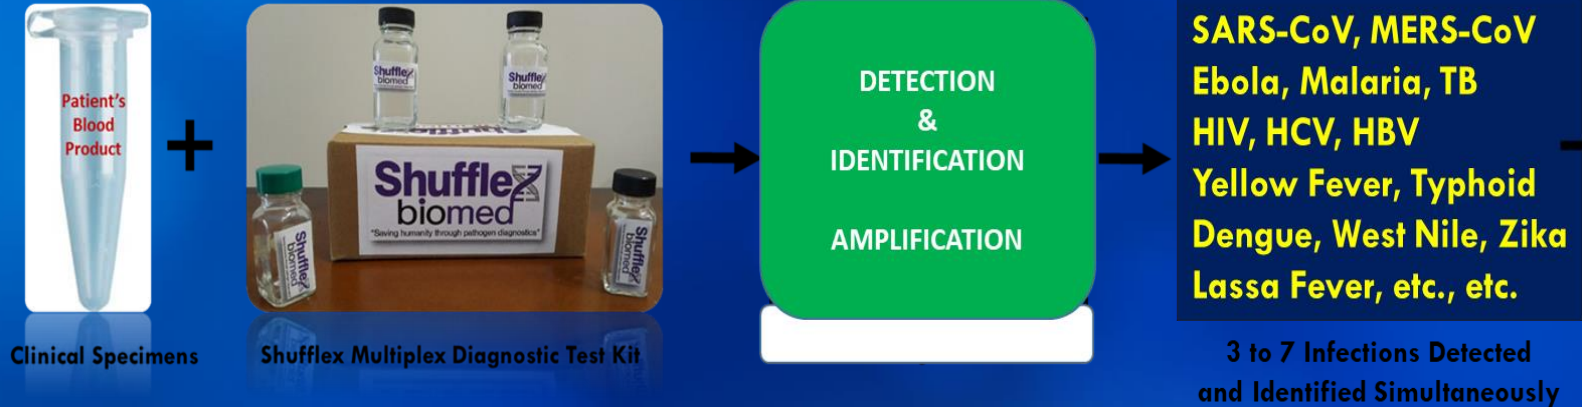 Patient's
Blood
Product
+
Clinical Specimens
Shufflex
biomed
Shufflex
biomed
Shufflex
biomed
"Saving humanity through pathogen diagnostics"
Shufflex
biomed
Shufflex
biomed
Shufflex Multiplex Diagnostic Test Kit
DETECTION
&
IDENTIFICATION
AMPLIFICATION
SARS-CoV, MERS-CoV
Ebola, Malaria, TB
HIV, HCV, HBV
Yellow Fever, Typhoid
Dengue, West Nile, Zika
Lassa Fever, etc., etc.
3 to 7 Infections Detected
and Identified Simultaneously